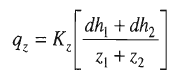 q_z = K_z [ (dh_1 + dh_2) / (z_1 + z_2) ]